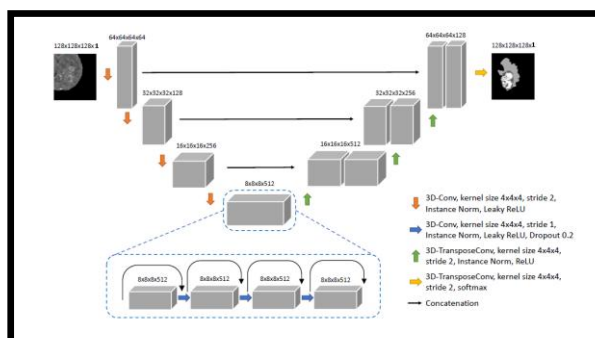 64x64x64x64
64x64x64x128
128x128x128x1
128x128x128x1
32x32x32x128
32x32x32x256
16x16x16x256
16x16x16x512
8x8x8x512
3D-Conv, kernel size 4x4x4, stride 2,
Instance Norm, Leaky ReLU
3D-Conv, kernel size 4x4x4, stride 1,
Instance Norm, Leaky ReLU, Dropout 0.2
3D-TransposeConv, kernel size 4x4x4,
stride 2, Instance Norm, ReLU
3D-TransposeConv, kernel size 4x4x4,
stride 2, softmax
Concatenation
8x8x8x512 8x8x8x512 8x8x8x512 8x8x8x512